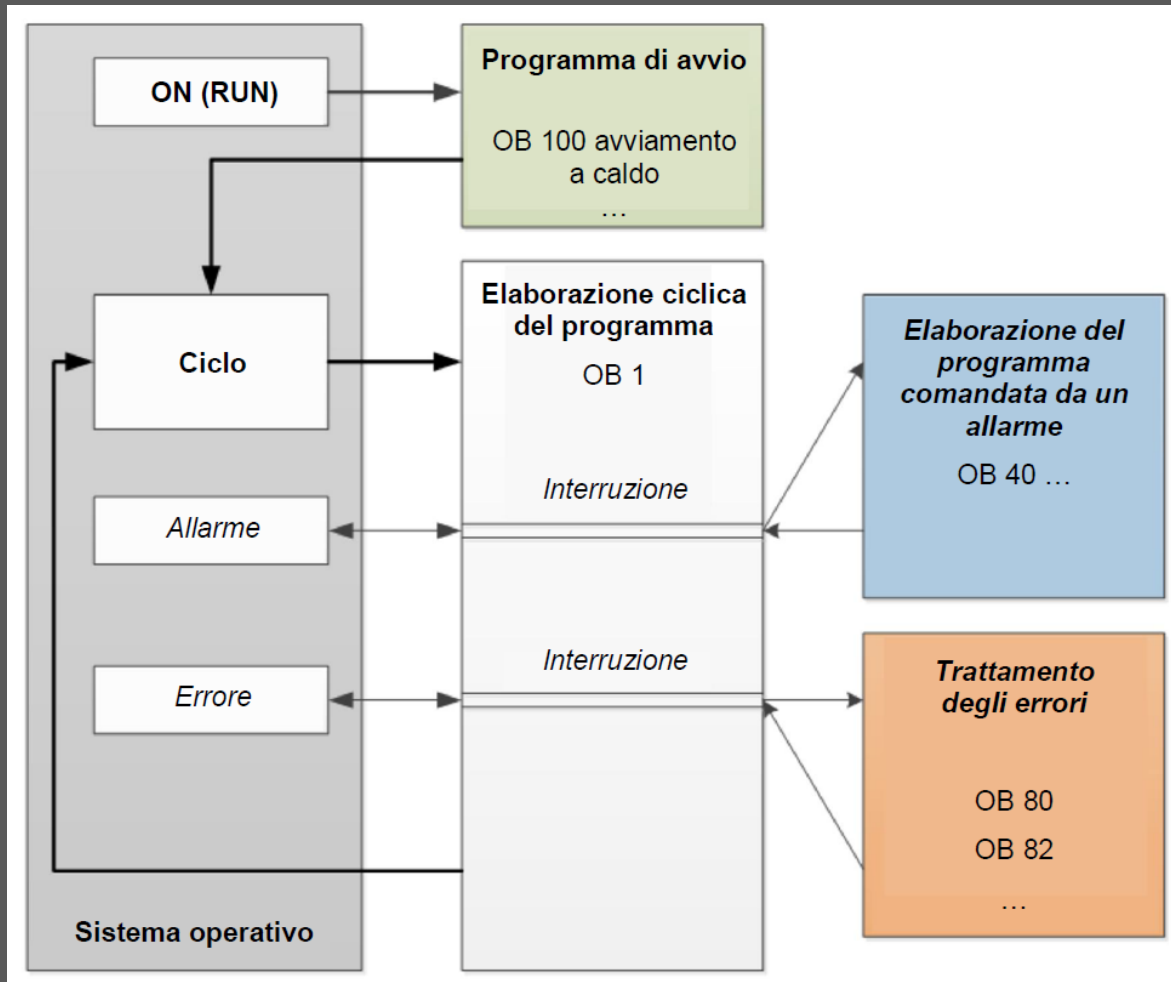 ON (RUN)
Programma di avvio
OB 100 avviamento
a caldo
…
Ciclo
Elaborazione ciclica
del programma
OB 1
Elaborazione del
programma
comandata da un
allarme
OB 40 …
Allarme
Interruzione
Errore
Interruzione
Trattamento
degli errori
OB 80
OB 82
…
Sistema operativo